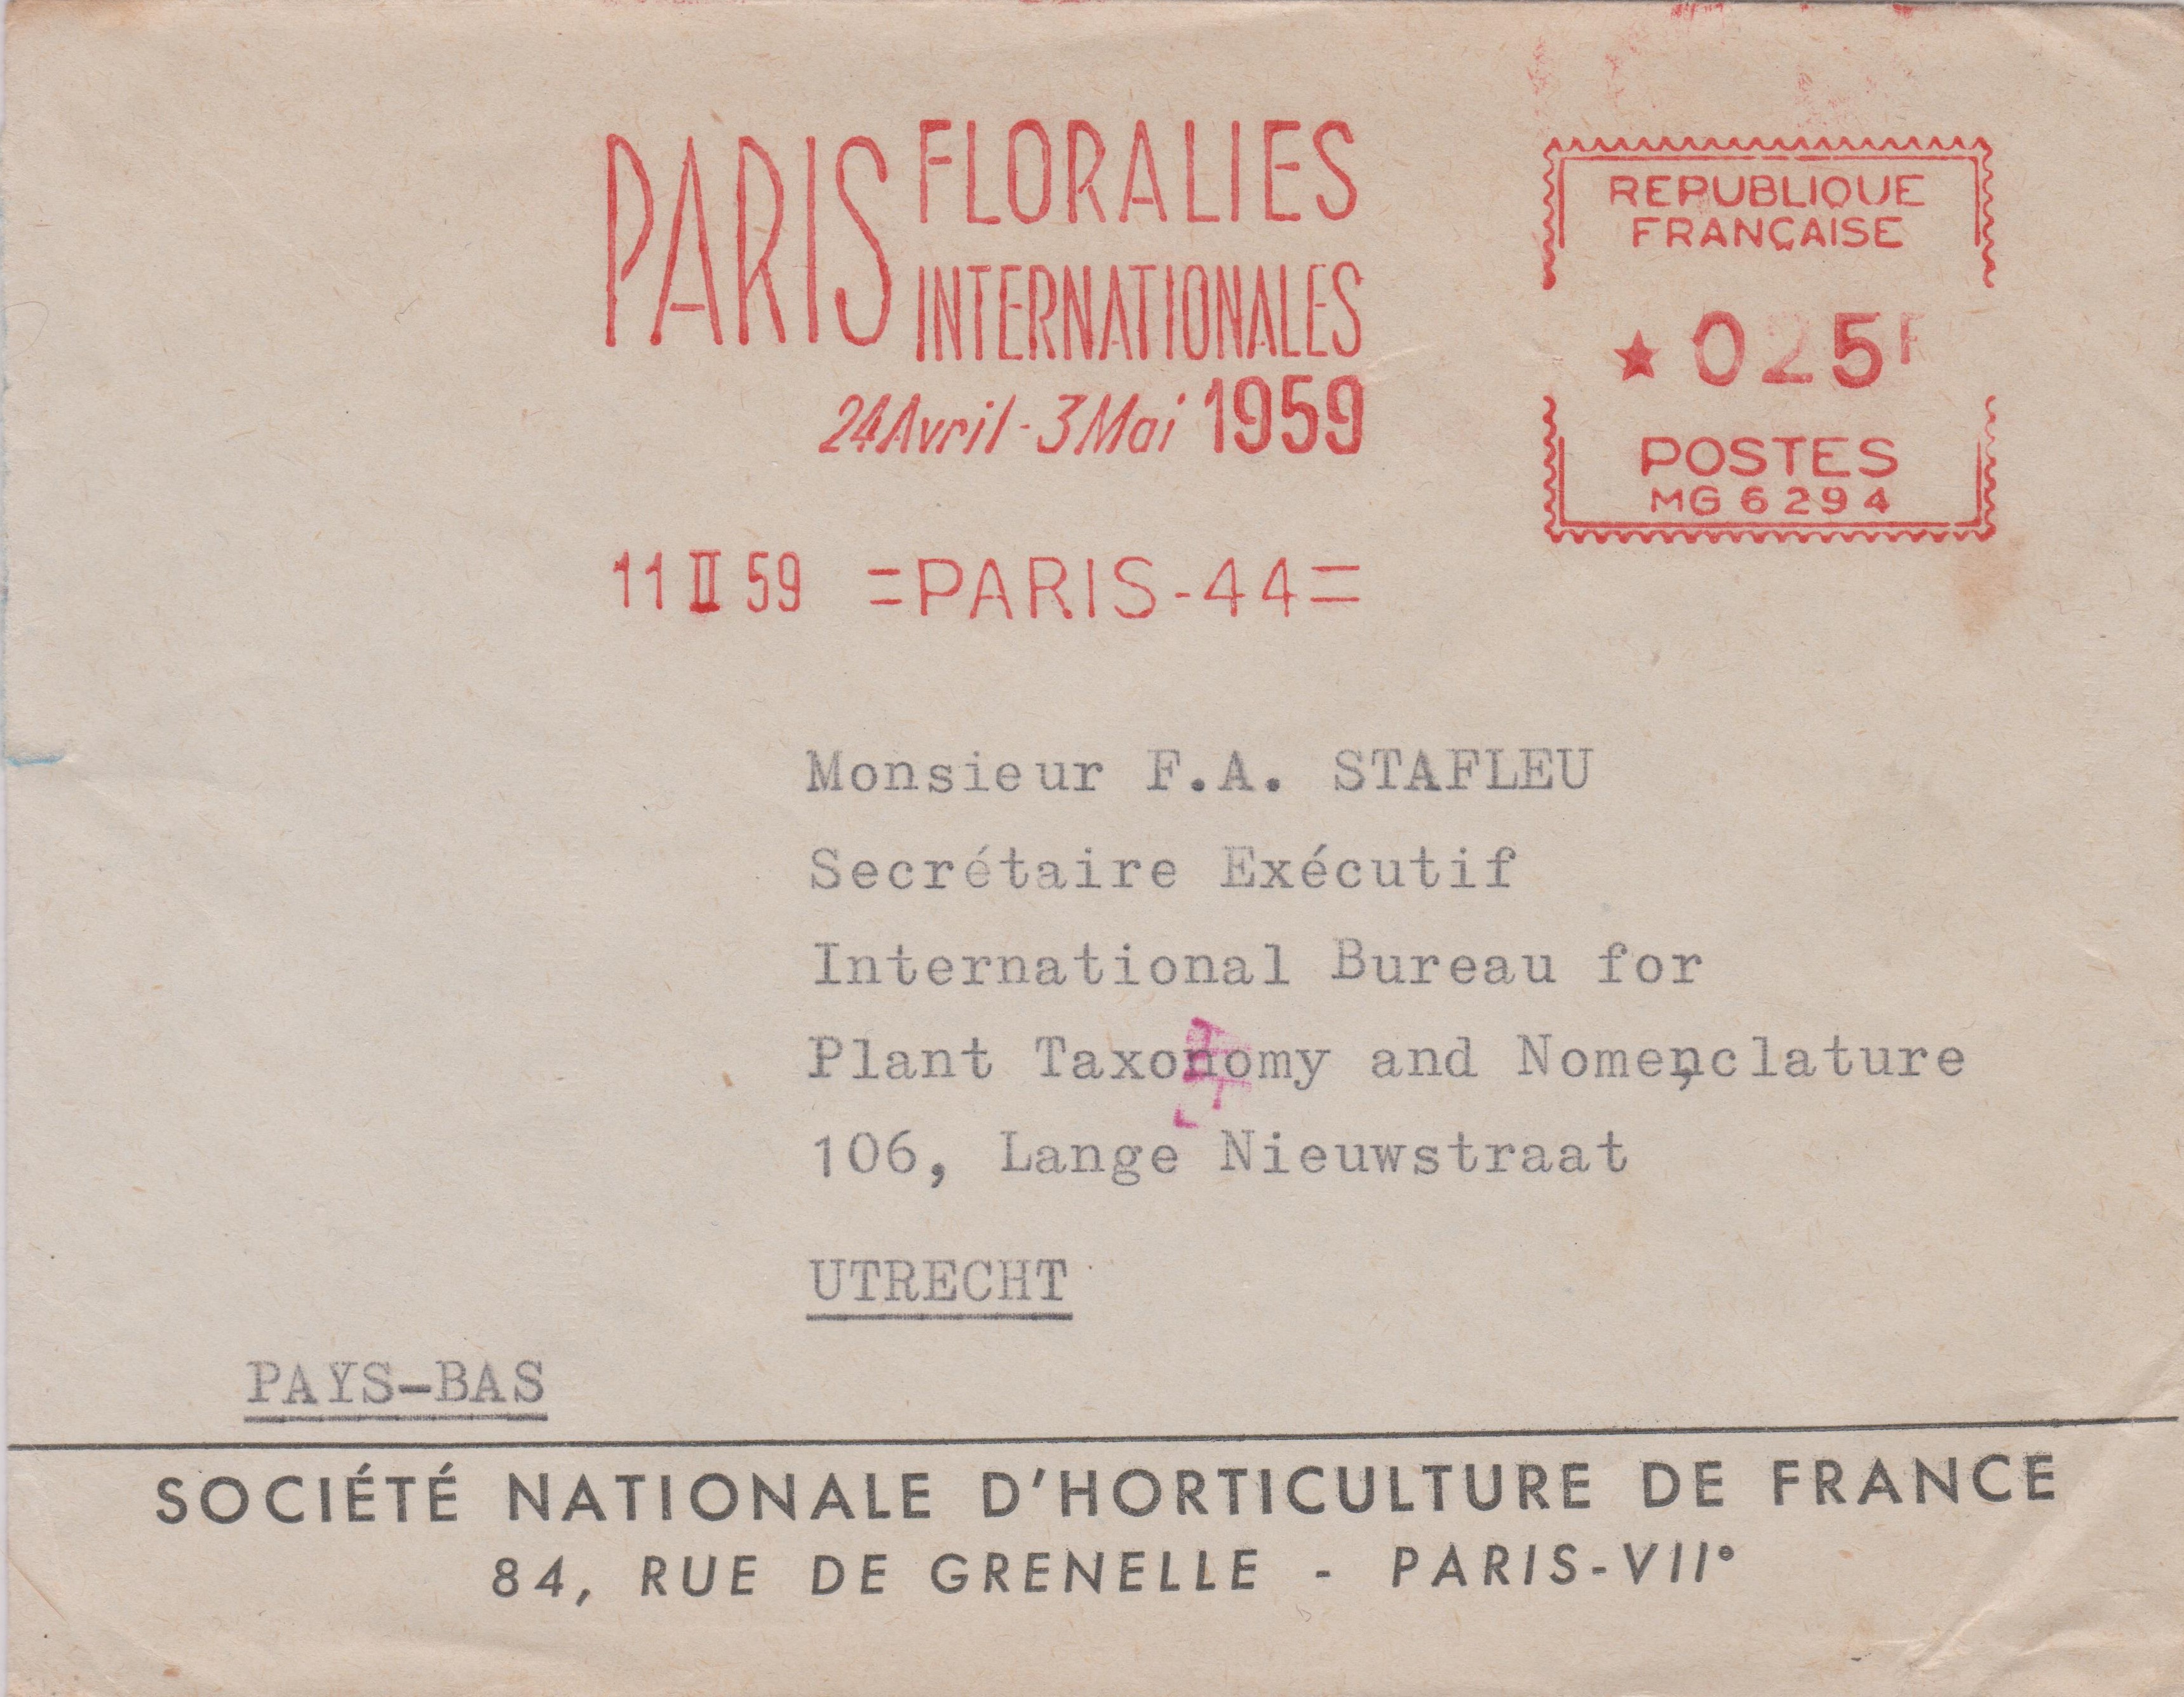 PARIS FLORALIES
INTERNATIONALES
24 Avril - 3 Mai 1959
REPUBLIQUE
FRANÇAISE
★ 025F
POSTES
MG 6294
11 II 59 =PARIS-44=
Monsieur F.A. STAFLEU
Secrétaire Exécutif
International Bureau for
Plant Taxonomy and Nomenclature
106, Lange Nieuwstraat
UTRECHT
PAYS-BAS
SOCIÉTÉ NATIONALE D'HORTICULTURE DE FRANCE
84, RUE DE GRENELLE - PARIS-VII°